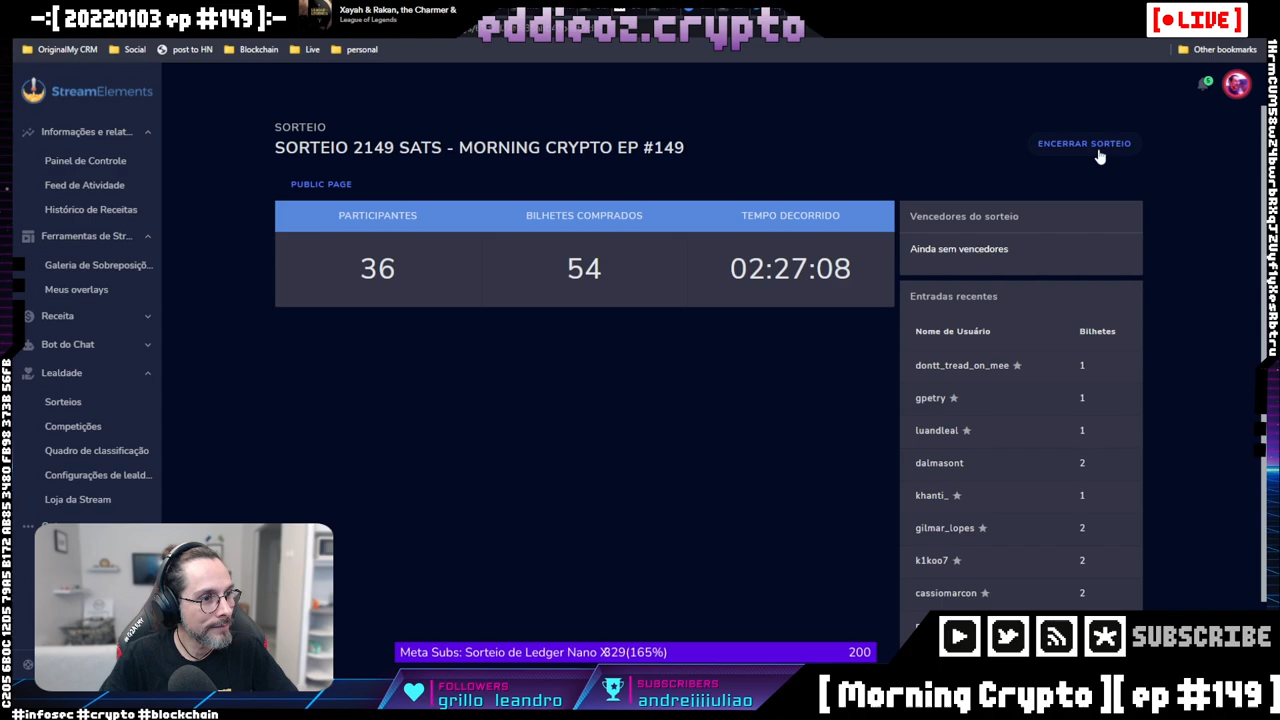 -:[ 20220103 ep #149 ]:-
Xayah & Rakan, the Charmer &
League of Legends
eddieoz.crypto
[ LIVE ]
OriginalMy CRM
Social
post to HN
Blockchain
Live
personal
Other bookmarks
StreamElements
6
Informações e relat...
Painel de Controle
Feed de Atividade
Histórico de Receitas
Ferramentas de Str...
Galeria de Sobreposiçõ...
Meus overlays
Receita
Bot do Chat
Lealdade
Sorteios
Competições
Quadro de classificação
Configurações de leald...
Loja da Stream
SORTEIO
SORTEIO 2149 SATS - MORNING CRYPTO EP #149
ENCERRAR SORTEIO
PUBLIC PAGE
PARTICIPANTES
BILHETES COMPRADOS
TEMPO DECORRIDO
36
54
02:27:08
Vencedores do sorteio
Ainda sem vencedores
Entradas recentes
Nome de Usuário
Bilhetes
dontt_tread_on_mee
1
gpetry
1
luandleal
1
dalmasont
2
khanti_
1
gilmar_lopes
2
k1koo7
2
cassiomarcon
2
Meta Subs: Sorteio de Ledger Nano X
329(165%)
200
FOLLOWERS
grillo_leandro
SUBSCRIBERS
andrejjjuliao
SUBSCRIBE
[ Morning Crypto ][ ep #149 ]
#infosec #crypto #blockchain